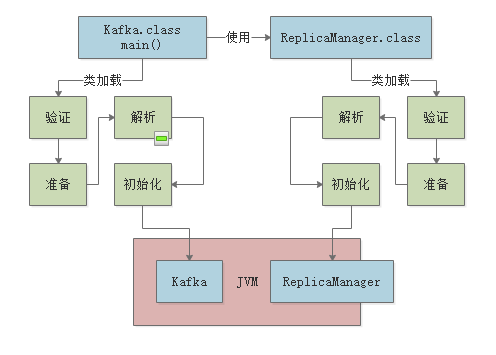 Kafka.class
main()
使用
ReplicaManager.class
类加载
类加载
验证
解析
解析
验证
准备
初始化
初始化
准备
Kafka
JVM
ReplicaManager